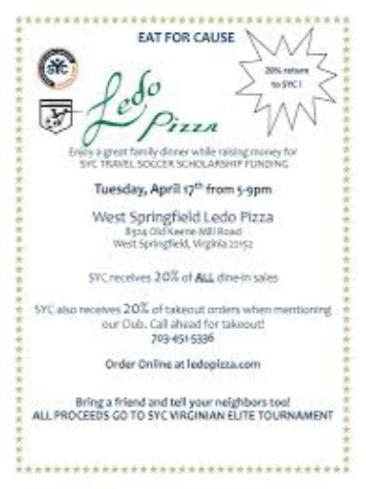 EAT FOR CAUSE
SYC
20% return
to SYC!
Ledo
Pizza
Enjoy a great family dinner while raising money for
SYC TRAVEL SOCCER SCHOLARSHIP FUNDING
Tuesday, April 17th from 5-9pm
West Springfield Ledo Pizza
8324 Old Keene Mill Road
West Springfield, Virginia 22152
SYC receives 20% of ALL dine-in sales
SYC also receives 20% of takeout orders when mentioning
our Club. Call ahead for takeout!
703-451-5336
Order Online at ledopizza.com
Bring a friend and tell your neighbors too!
ALL PROCEEDS GO TO SYC VIRGINIAN ELITE TOURNAMENT